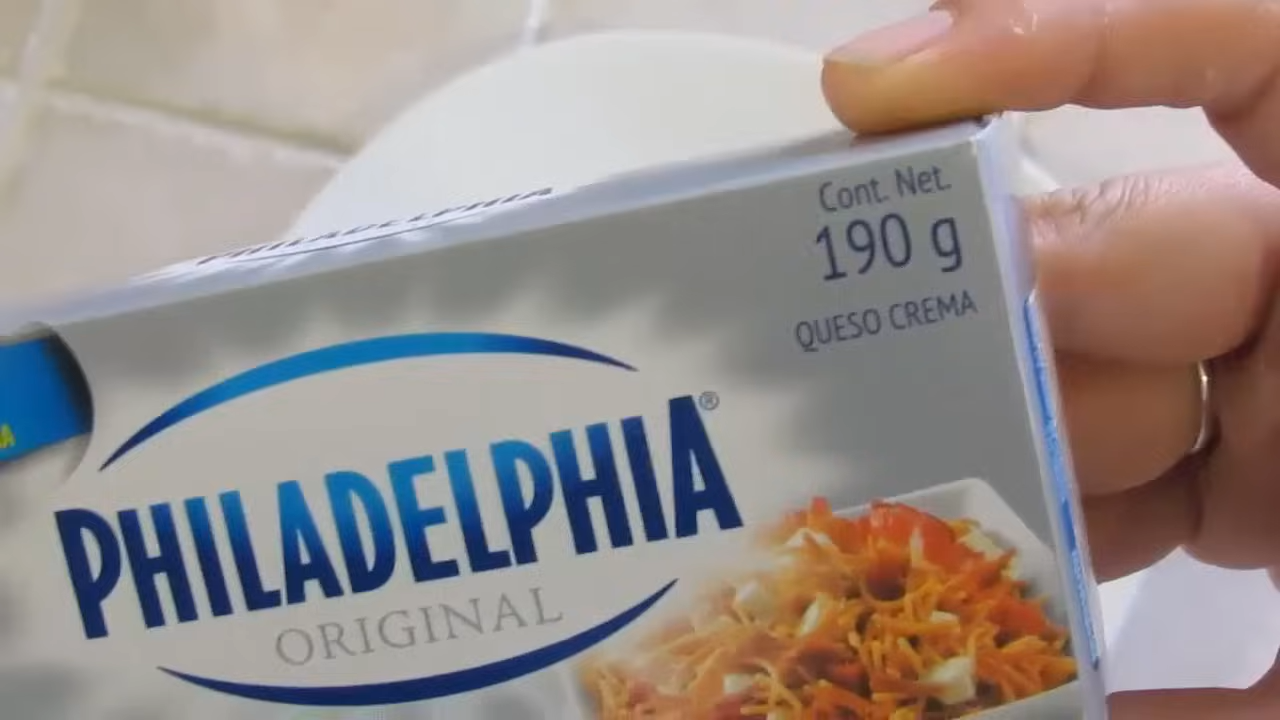 PHILADELPHIA
Cont. Net.
190 g
QUESO CREMA
PHILADELPHIA®
ORIGINAL